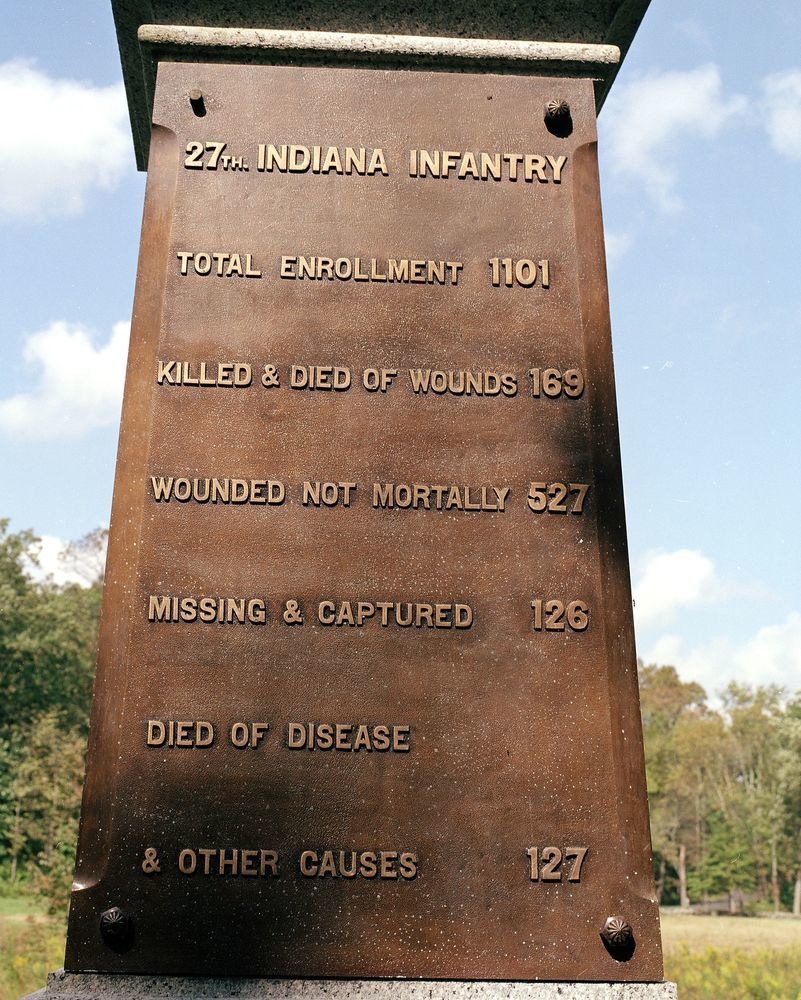 27TH. INDIANA INFANTRY
TOTAL ENROLLMENT 1101
KILLED & DIED OF WOUNDS 169
WOUNDED NOT MORTALLY 527
MISSING & CAPTURED 126
DIED OF DISEASE
& OTHER CAUSES 127